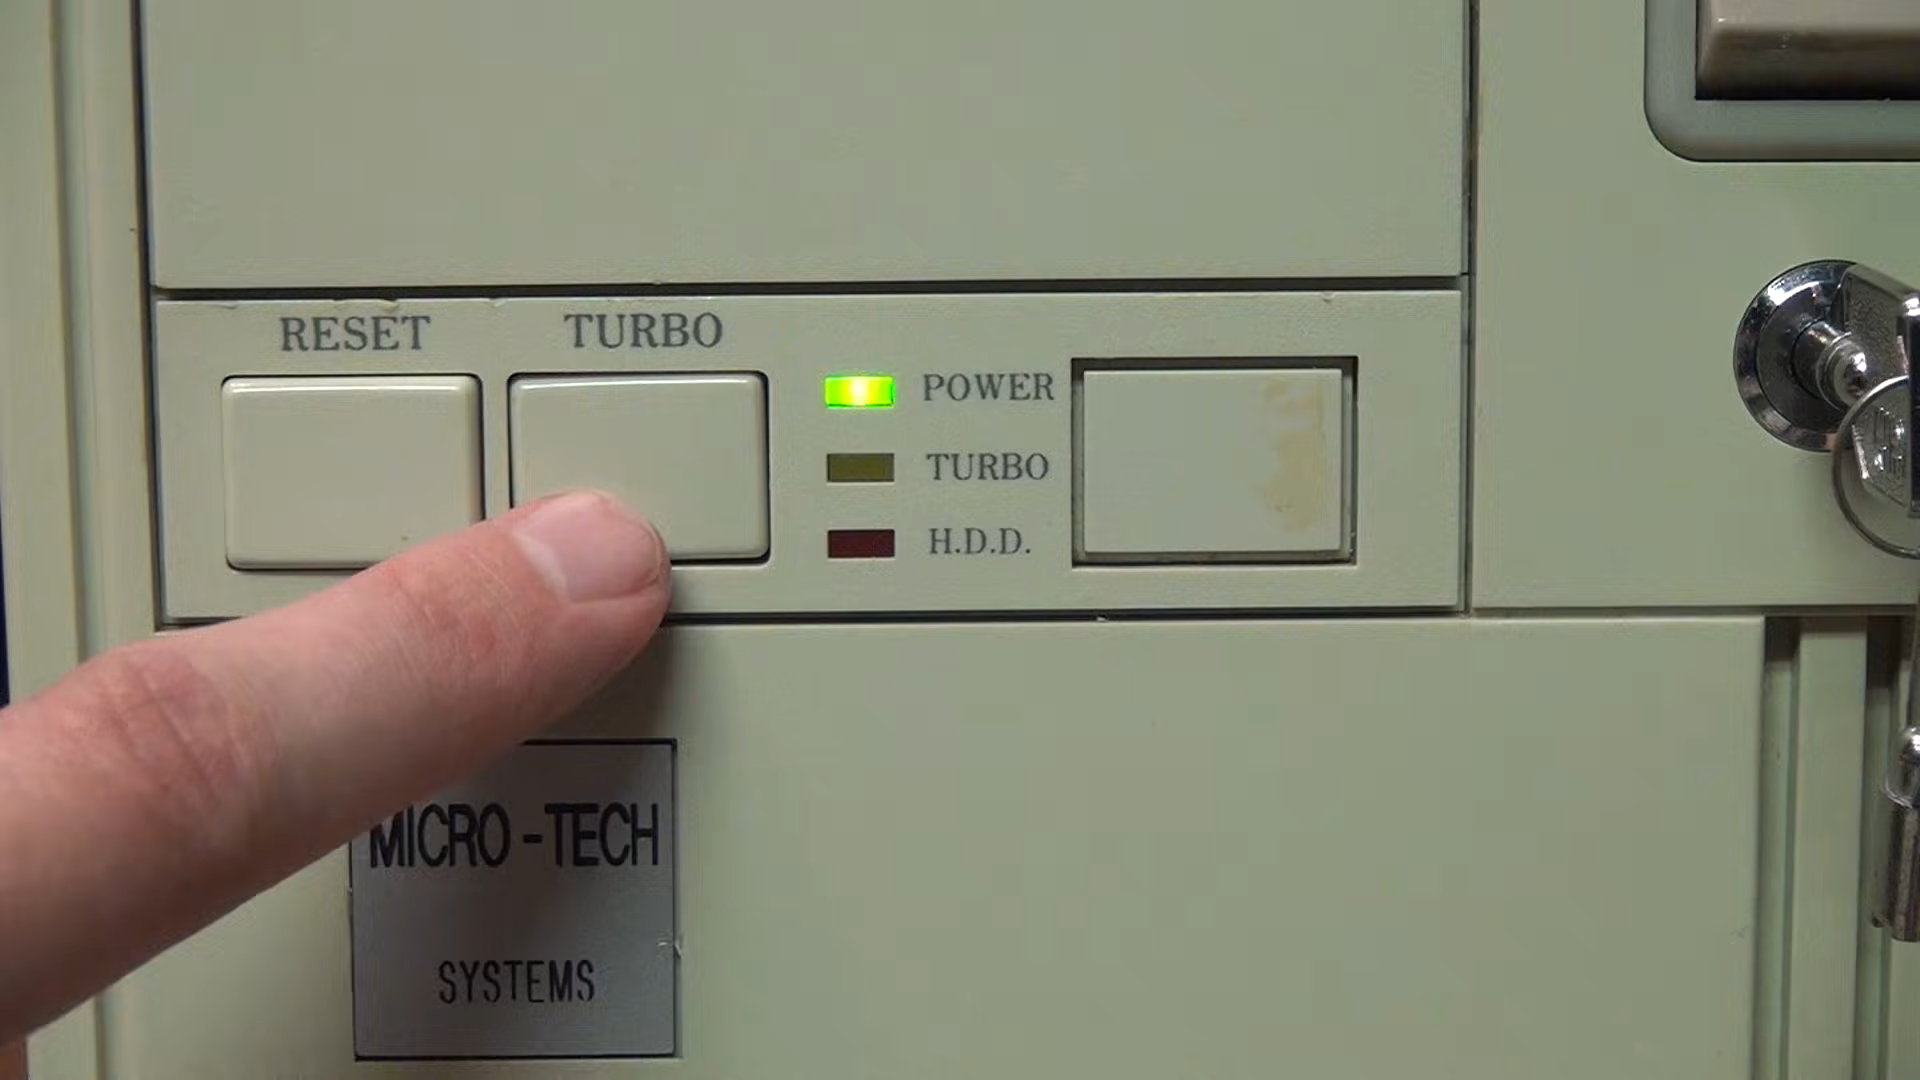 RESET
TURBO
POWER
TURBO
H.D.D.
MICRO-TECH
SYSTEMS